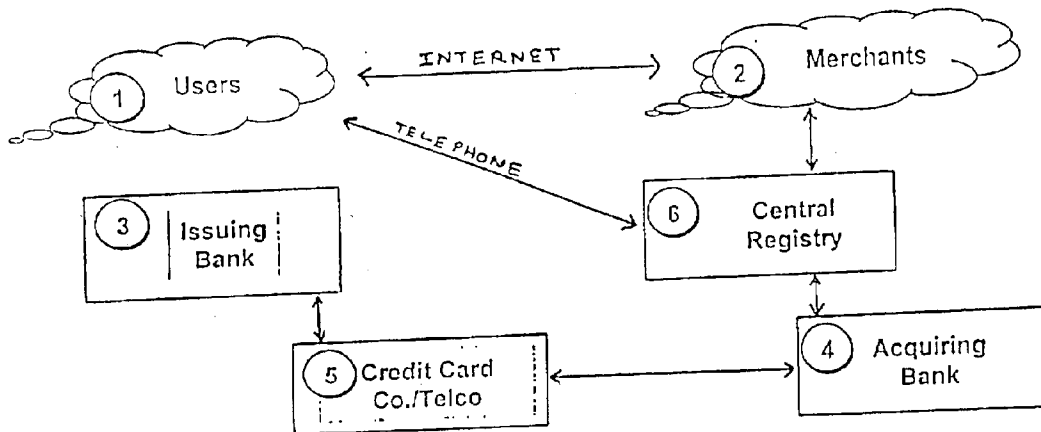 INTERNET
1 Users
2 Merchants
TELEPHONE
3 Issuing
Bank
6 Central
Registry
5 Credit Card
Co./Telco
4 Acquiring
Bank